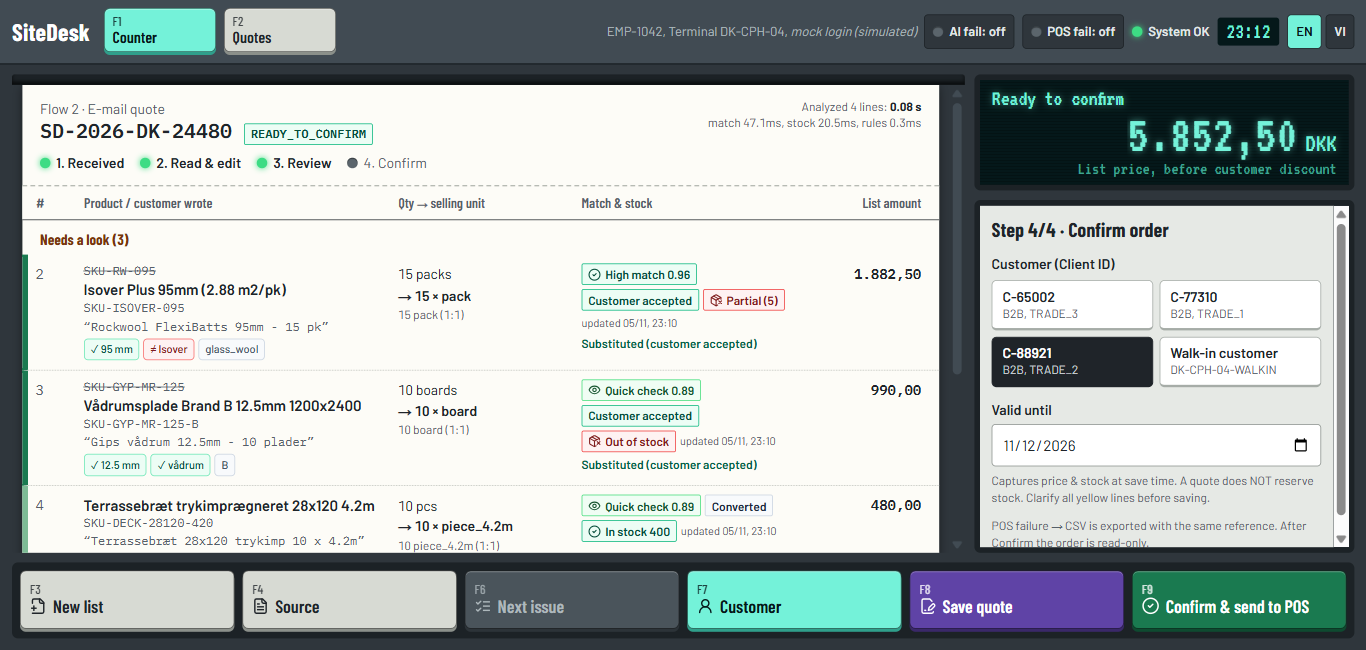 SiteDesk
F1
Counter
F2
Quotes
EMP-1042, Terminal DK-CPH-04, mock login (simulated)
AI fail: off
POS fail: off
System OK
23:12
EN
VI
Flow 2 · E-mail quote
SD-2026-DK-24480 READY_TO_CONFIRM
1. Received 2. Read & edit 3. Review 4. Confirm
Analyzed 4 lines: 0.08 s
match 47.1ms, stock 20.5ms, rules 0.3ms
# Product / customer wrote Qty → selling unit Match & stock List amount
Needs a look (3)
2
SKU-RW-095
Isover Plus 95mm (2.88 m2/pk)
SKU-ISOVER-095
“Rockwool FlexiBatts 95mm - 15 pk”
✓ 95 mm ≠ Isover glass_wool
15 packs
→ 15 × pack
15 pack (1:1)
High match 0.96
Customer accepted Partial (5)
updated 05/11, 23:10
Substituted (customer accepted)
1.882,50
3
SKU-GYP-MR-125
Vådrumsplade Brand B 12.5mm 1200x2400
SKU-GYP-MR-125-B
“Gips vådrum 12.5mm - 10 plader”
✓ 12.5 mm ✓ vådrum B
10 boards
→ 10 × board
10 board (1:1)
Quick check 0.89
Customer accepted
Out of stock updated 05/11, 23:10
Substituted (customer accepted)
990,00
4
Terrassebræt trykimprægneret 28x120 4.2m
SKU-DECK-28120-420
“Terrassebræt 28x120 trykimp 10 x 4.2m”
10 pcs
→ 10 × piece_4.2m
10 piece_4.2m (1:1)
Quick check 0.89 Converted
In stock 400 updated 05/11, 23:10
480,00
Ready to confirm
5.852,50 DKK
List price, before customer discount
Step 4/4 · Confirm order
Customer (Client ID)
C-65002
B2B, TRADE_3
C-77310
B2B, TRADE_1
C-88921
B2B, TRADE_2
Walk-in customer
DK-CPH-04-WALKIN
Valid until
11/12/2026
Captures price & stock at save time. A quote does NOT reserve
stock. Clarify all yellow lines before saving.
POS failure → CSV is exported with the same reference. After
Confirm the order is read-only.
F3
New list
F4
Source
F6
Next issue
F7
Customer
F8
Save quote
F9
Confirm & send to POS